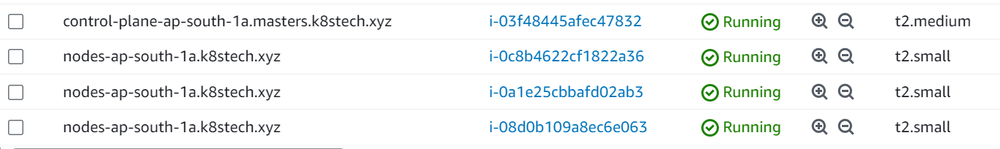 control-plane-ap-south-1a.masters.k8stech.xyz i-03f48445afec47832 Running t2.medium
nodes-ap-south-1a.k8stech.xyz i-0c8b4622cf1822a36 Running t2.small
nodes-ap-south-1a.k8stech.xyz i-0a1e25cbbafd02ab3 Running t2.small
nodes-ap-south-1a.k8stech.xyz i-08d0b109a8ec6e063 Running t2.small